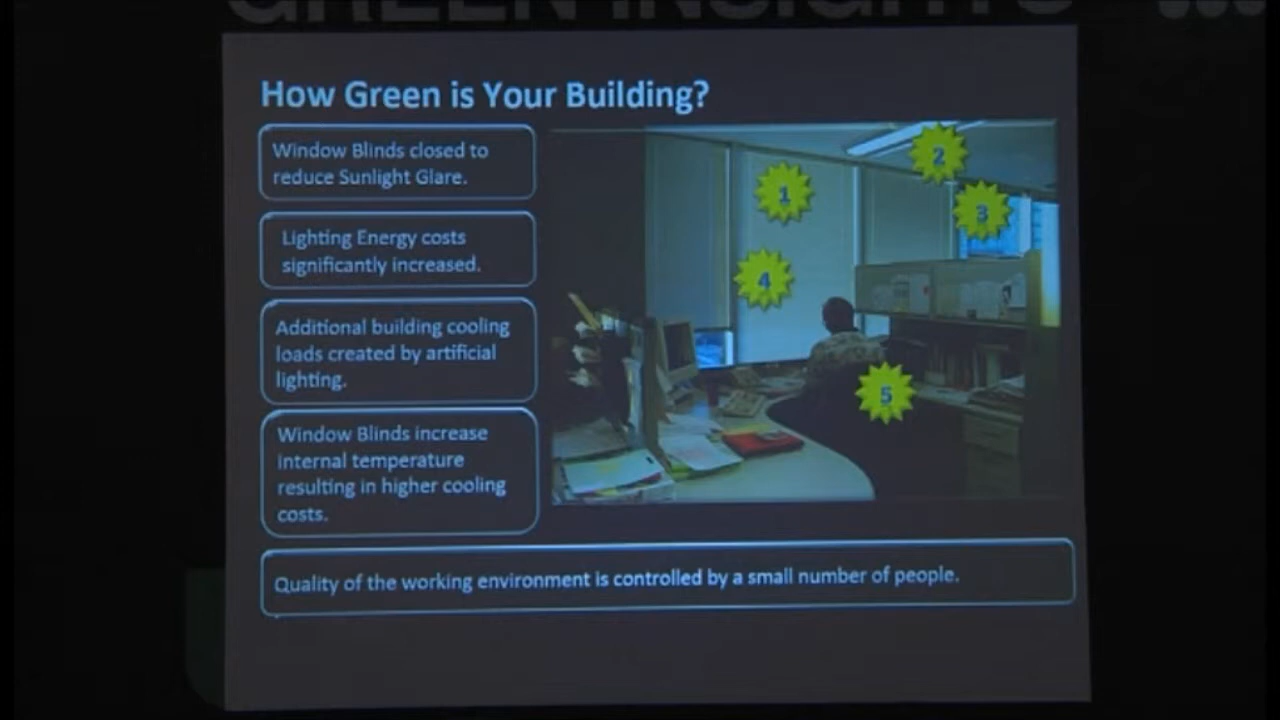 GREEN INSIGHTS
How Green is Your Building?
Window Blinds closed to
reduce Sunlight Glare.
Lighting Energy costs
significantly increased.
Additional building cooling
loads created by artificial
lighting.
Window Blinds increase
internal temperature
resulting in higher cooling
costs.
1
2
3
4
5
Quality of the working environment is controlled by a small number of people.